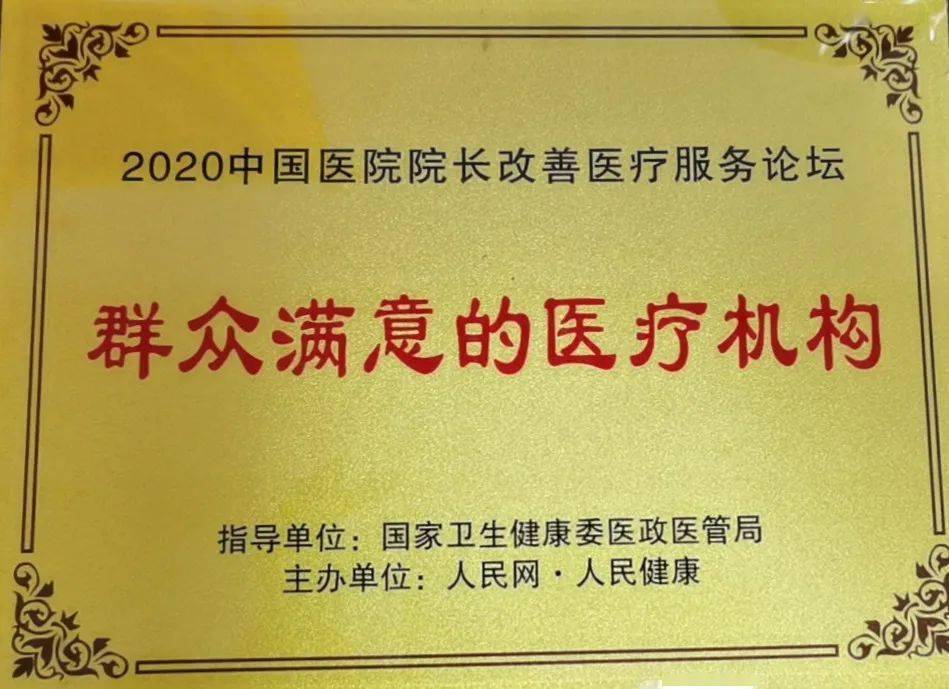 2020中国医院院长改善医疗服务论坛
群众满意的医疗机构
指导单位：国家卫生健康委医政医管局
主办单位：人民网·人民健康